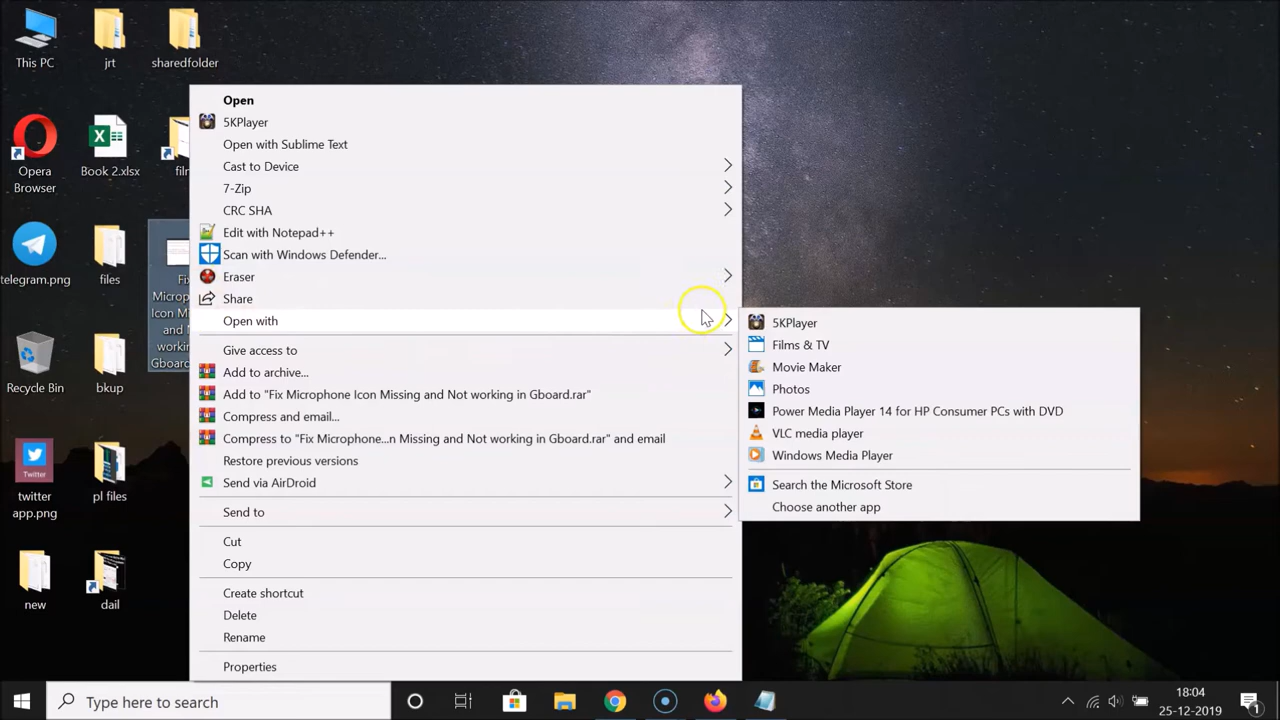 This PC
jrt
sharedfolder
Opera
Browser
Book 2.xlsx
telegram.png
files
Fix
Icon Missing
and
Recycle Bin
bkup
Twitter
twitter
app.png
pl files
new
dail
Open
5KPlayer
Open with Sublime Text
Cast to Device
7-Zip
CRC SHA
Edit with Notepad++
Scan with Windows Defender...
Eraser
Share
Open with
Give access to
Add to archive...
Add to "Fix Microphone Icon Missing and Not working in Gboard.rar"
Compress and email...
Compress to "Fix Microphone...n Missing and Not working in Gboard.rar" and email
Restore previous versions
Send via AirDroid
Send to
Cut
Copy
Create shortcut
Delete
Rename
Properties
5KPlayer
Films & TV
Movie Maker
Photos
Power Media Player 14 for HP Consumer PCs with DVD
VLC media player
Windows Media Player
Search the Microsoft Store
Choose another app
Type here to search
18:04
25-12-2019
1